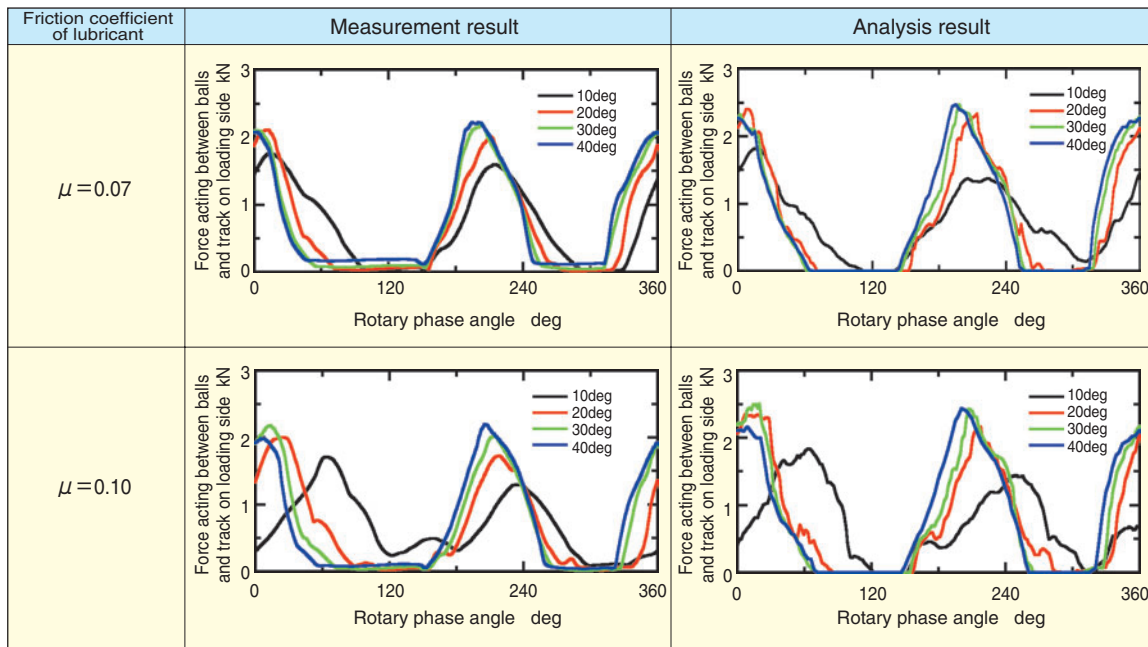 Friction coefficient
of lubricant
Measurement result
Analysis result
μ=0.07
Force acting between balls
and track on loading side kN
3
2
1
0
0
120
240
360
10deg
20deg
30deg
40deg
Rotary phase angle deg
Force acting between balls
and track on loading side kN
3
2
1
0
0
120
240
360
10deg
20deg
30deg
40deg
Rotary phase angle deg
μ=0.10
Force acting between balls
and track on loading side kN
3
2
1
0
0
120
240
360
10deg
20deg
30deg
40deg
Rotary phase angle deg
Force acting between balls
and track on loading side kN
3
2
1
0
0
120
240
360
10deg
20deg
30deg
40deg
Rotary phase angle deg